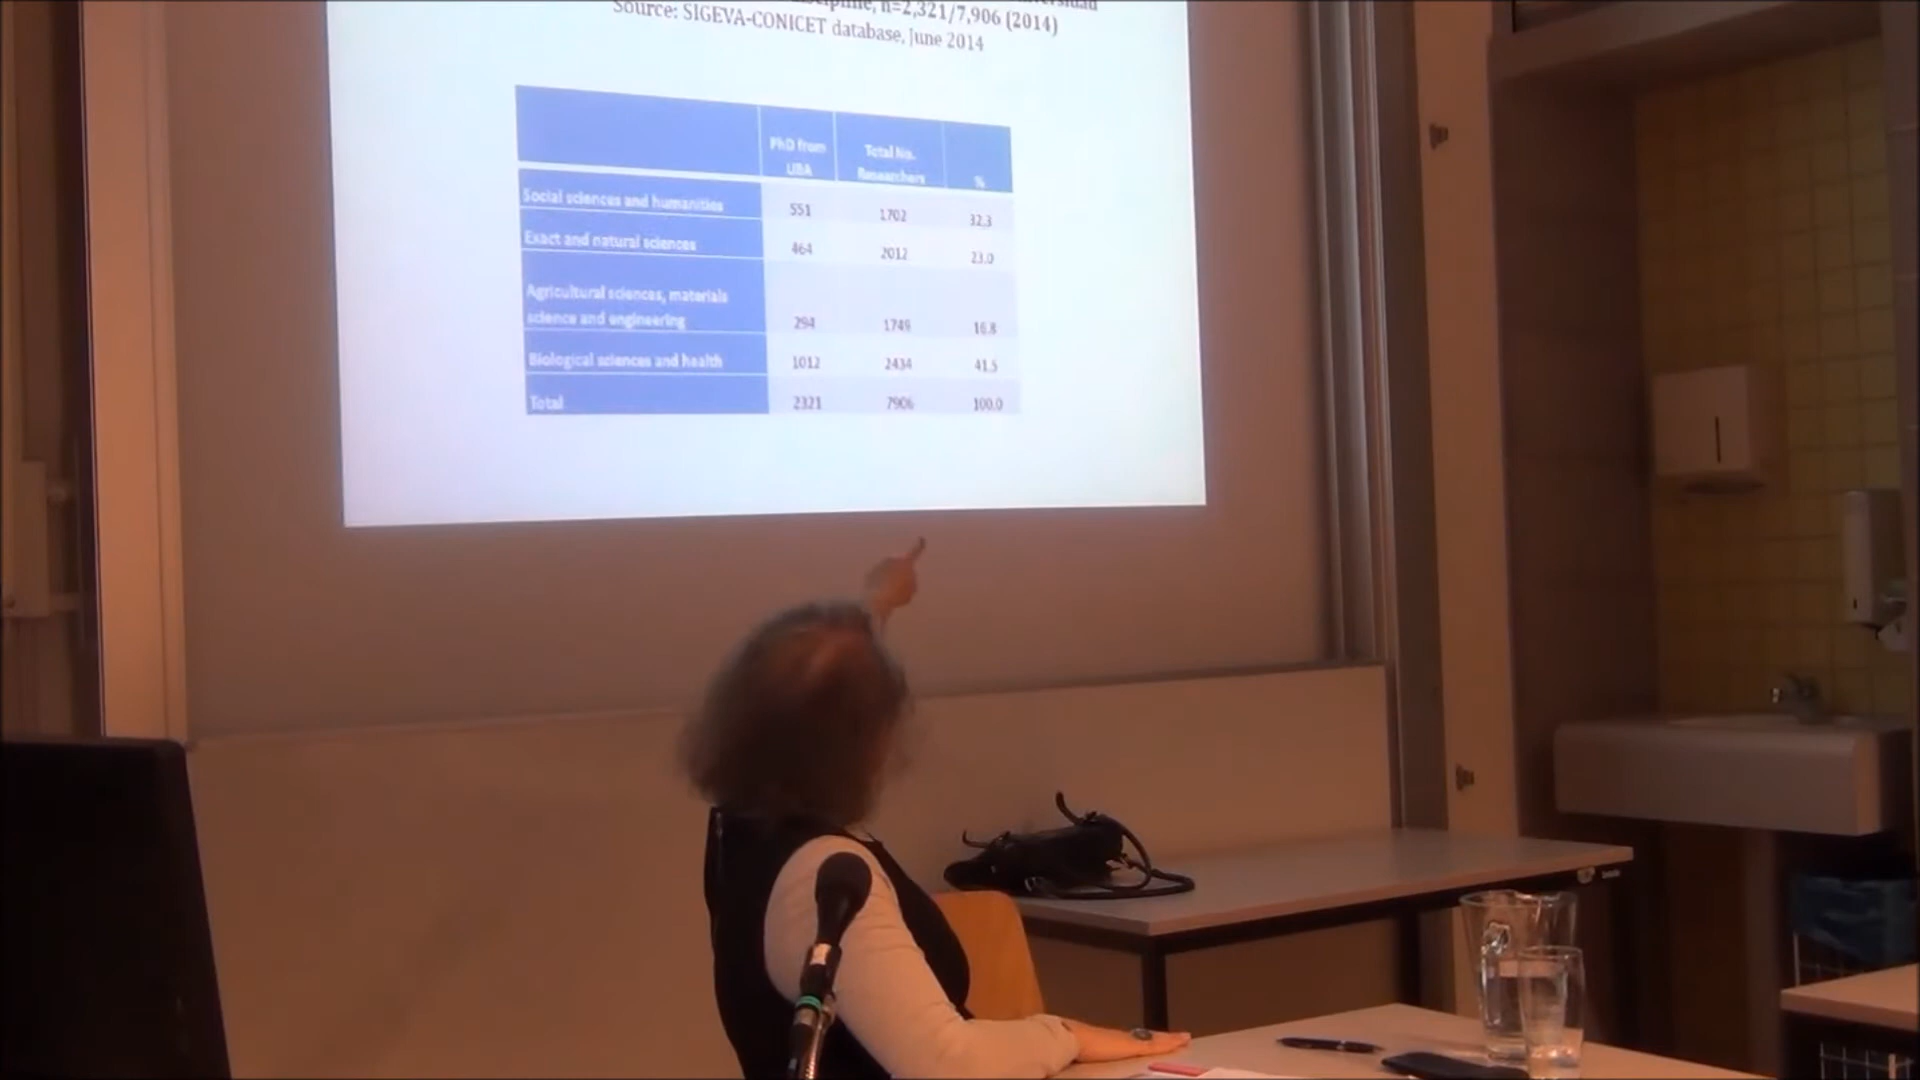 n=2,321/7,906 (2014)
Source: SIGEVA-CONICET database, June 2014
PhD from UBA
Total No. Researchers
%
Social sciences and humanities 551 1702 32.3
Exact and natural sciences 464 2012 23.0
Agricultural sciences, materials
science and engineering 294 1749 16.8
Biological sciences and health 1012 2434 41.5
Total 2321 7906 100.0